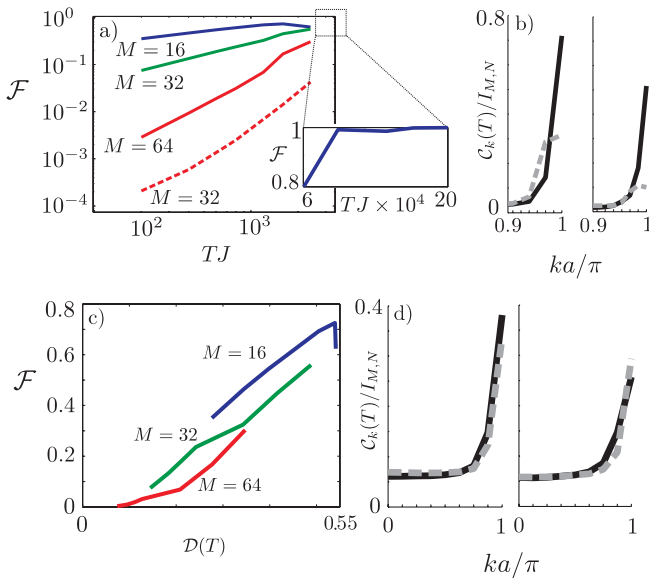 a)
10^0
10^{-1}
10^{-2}
10^{-3}
10^{-4}
ℱ
M = 16
M = 32
M = 64
M = 32
10^2
10^3
TJ
1
ℱ
0.8
6
TJ × 10^4
20
b)
0.8
C_k(T)/I_{M,N}
0
0.9
1
0.9
1
ka/π
c)
0.8
0.6
0.4
0.2
0
ℱ
M = 16
M = 32
M = 64
0
0.55
D(T)
d)
0.4
C_k(T)/I_{M,N}
0
0
1
0
1
ka/π